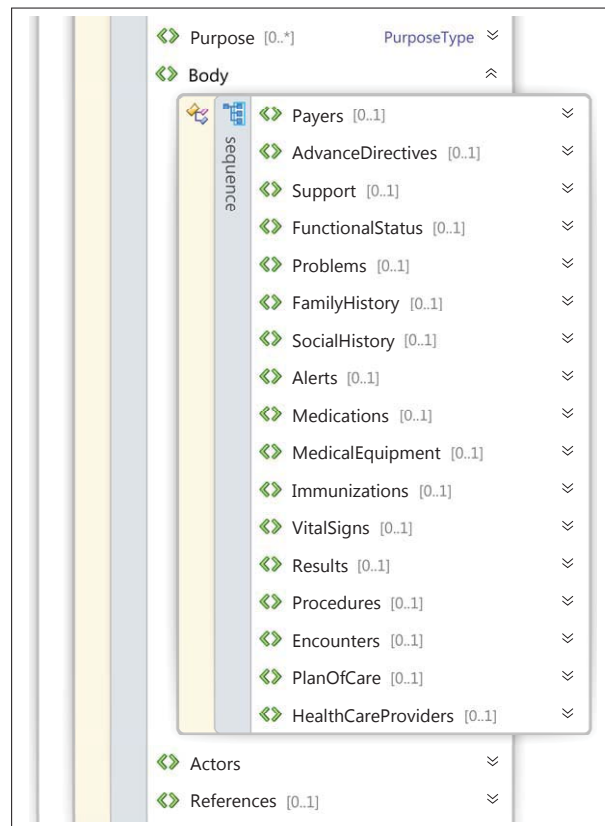 Purpose [0..*] PurposeType
Body
sequence
Payers [0..1]
AdvanceDirectives [0..1]
Support [0..1]
FunctionalStatus [0..1]
Problems [0..1]
FamilyHistory [0..1]
SocialHistory [0..1]
Alerts [0..1]
Medications [0..1]
MedicalEquipment [0..1]
Immunizations [0..1]
VitalSigns [0..1]
Results [0..1]
Procedures [0..1]
Encounters [0..1]
PlanOfCare [0..1]
HealthCareProviders [0..1]
Actors
References [0..1]